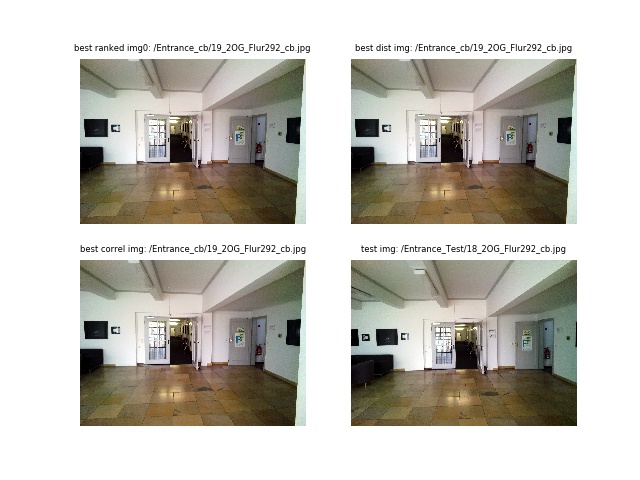 best ranked img0: /Entrance_cb/19_2OG_Flur292_cb.jpg
best dist img: /Entrance_cb/19_2OG_Flur292_cb.jpg
best correl img: /Entrance_cb/19_2OG_Flur292_cb.jpg
test img: /Entrance_Test/18_2OG_Flur292_cb.jpg